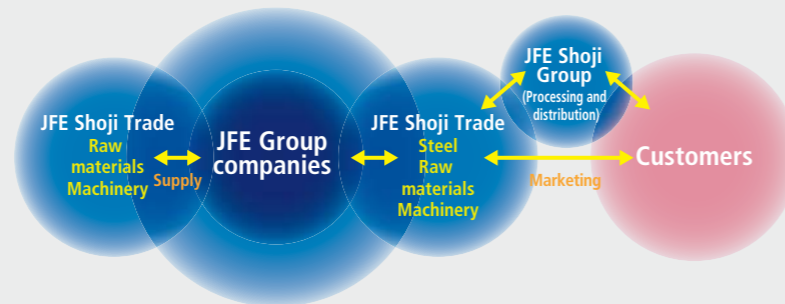 JFE Shoji Trade
Raw
materials
Machinery
Supply
JFE Group
companies
JFE Shoji Trade
Steel
Raw
materials
Machinery
JFE Shoji
Group
(Processing and
distribution)
Marketing
Customers